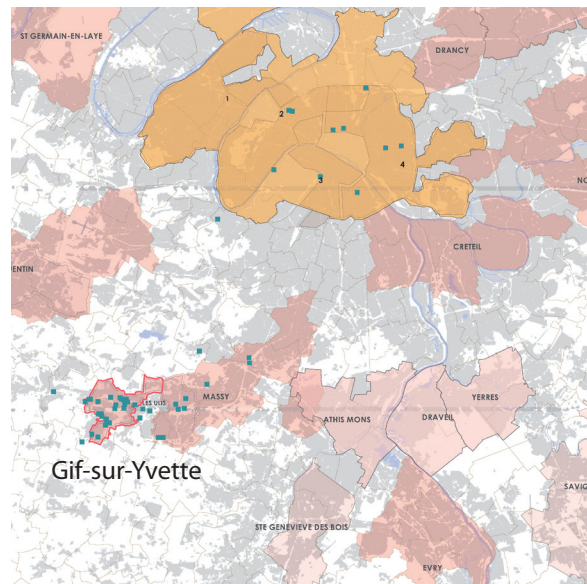 ST GERMAIN-EN-LAYE
DRANCY
1
2
3
4
NO
CRETEIL
ENTIN
LES ULIS
MASSY
ATHIS MONS
DRAVEIL
YERRES
Gif-sur-Yvette
SAVIG
STE GENEVIEVE DES BOIS
EVRY